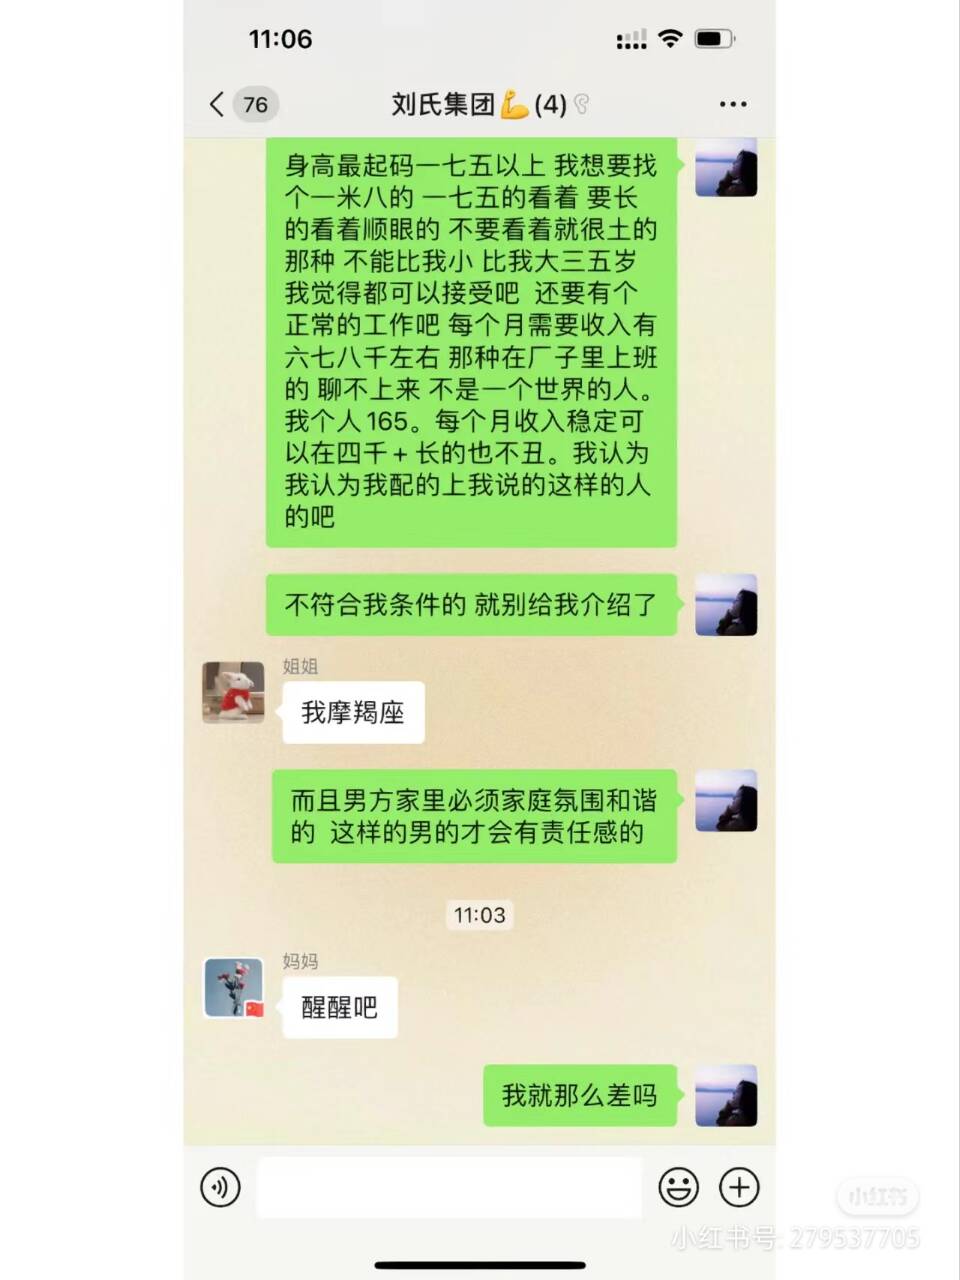 11:06
76
刘氏集团💪(4)
身高最起码一七五以上 我想要找
个一米八的 一七五的看着 要长
的看着顺眼的 不要看着就很土的
那种 不能比我小 比我大三五岁
我觉得都可以接受吧 还要有个
正常的工作吧 每个月需要收入有
六七八千左右 那种在厂子里上班
的 聊不上来 不是一个世界的人。
我个人165。每个月收入稳定可
以在四千+ 长的也不丑。我认为
我认为我配的上我说的这样的人
的吧
不符合我条件的 就别给我介绍了
姐姐
我摩羯座
而且男方家里必须家庭氛围和谐
的 这样的男的才会有责任感的
11:03
妈妈
醒醒吧
我就那么差吗
小红书
小红书号: 279537705